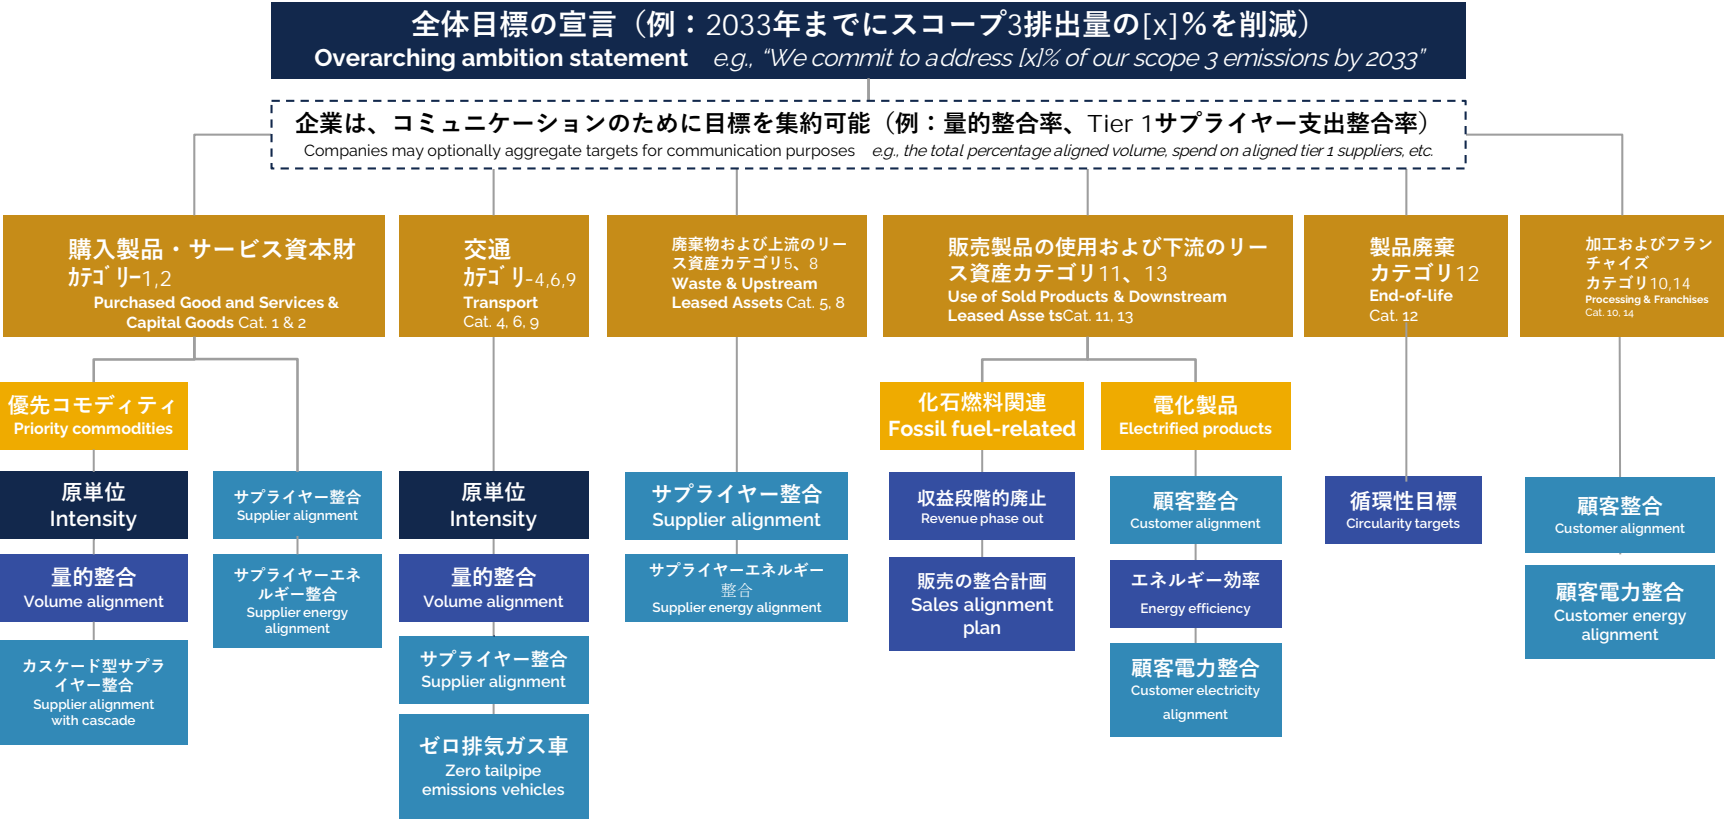 全体目標の宣言（例：2033年までにスコープ3排出量の[x]％を削減）
Overarching ambition statement e.g., “We commit to address [x]% of our scope 3 emissions by 2033”
企業は、コミュニケーションのために目標を集約可能（例：量的整合率、Tier 1サプライヤー支出整合率）
Companies may optionally aggregate targets for communication purposes e.g., the total percentage aligned volume, spend on aligned tier 1 suppliers, etc.
購入製品・サービス資本財
ｶﾃｺﾞﾘｰ1,2
Purchased Good and Services &
Capital Goods Cat. 1 & 2
交通
ｶﾃｺﾞﾘ-4,6,9
Transport
Cat. 4, 6, 9
廃棄物および上流のリー
ス資産カテゴリ5、8
Waste & Upstream
Leased Assets Cat. 5, 8
販売製品の使用および下流のリー
ス資産カテゴリ11、13
Use of Sold Products & Downstream
Leased Asse tsCat. 11, 13
製品廃棄
カテゴリ12
End-of-life
Cat. 12
加工およびフラン
チャイズ
カテゴリ10,14
Processing & Franchises
Cat. 10, 14
優先コモディティ
Priority commodities
原単位
Intensity
量的整合
Volume alignment
カスケード型サプラ
イヤー整合
Supplier alignment
with cascade
サプライヤー整合
Supplier alignment
サプライヤーエネ
ルギー整合
Supplier energy
alignment
原単位
Intensity
量的整合
Volume alignment
サプライヤー整合
Supplier alignment
ゼロ排気ガス車
Zero tailpipe
emissions vehicles
サプライヤー整合
Supplier alignment
サプライヤーエネルギー
整合
Supplier energy alignment
化石燃料関連
Fossil fuel-related
収益段階的廃止
Revenue phase out
販売の整合計画
Sales alignment
plan
電化製品
Electrified products
顧客整合
Customer alignment
エネルギー効率
Energy efficiency
顧客電力整合
Customer electricity
alignment
循環性目標
Circularity targets
顧客整合
Customer alignment
顧客電力整合
Customer energy
alignment